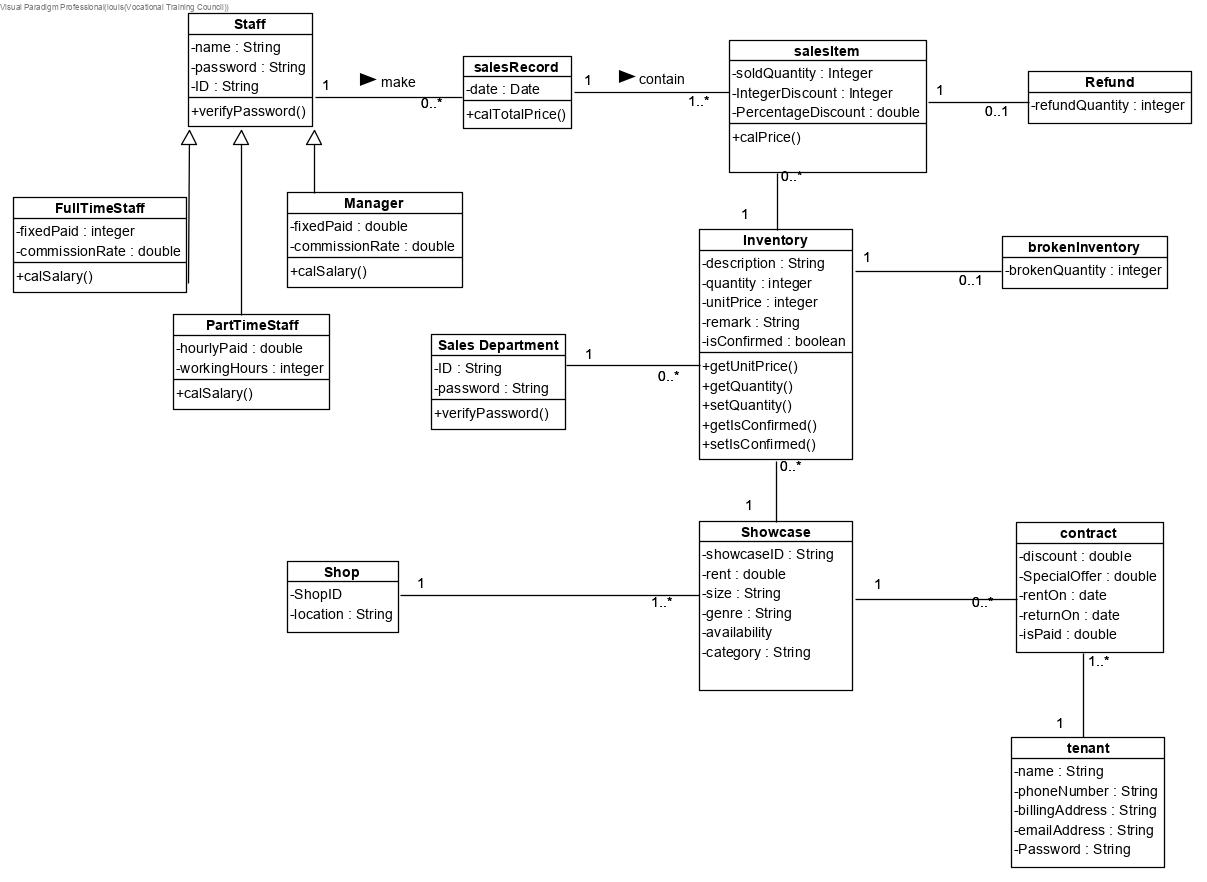 Visual Paradigm Professional(louis(Vocational Training Council))
Staff
-name : String
-password : String
-ID : String
+verifyPassword()
1
make
0..*
salesRecord
-date : Date
+calTotalPrice()
1
contain
1..*
salesItem
-soldQuantity : Integer
-IntegerDiscount : Integer
-PercentageDiscount : double
+calPrice()
1
0..1
Refund
-refundQuantity : integer
FullTimeStaff
-fixedPaid : integer
-commissionRate : double
+calSalary()
Manager
-fixedPaid : double
-commissionRate : double
+calSalary()
PartTimeStaff
-hourlyPaid : double
-workingHours : integer
+calSalary()
0..*
1
Inventory
-description : String
-quantity : integer
-unitPrice : integer
-remark : String
-isConfirmed : boolean
+getUnitPrice()
+getQuantity()
+setQuantity()
+getIsConfirmed()
+setIsConfirmed()
1
0..1
brokenInventory
-brokenQuantity : integer
Sales Department
-ID : String
-password : String
+verifyPassword()
1
0..*
0..*
1
Showcase
-showcaseID : String
-rent : double
-size : String
-genre : String
-availability
-category : String
Shop
-ShopID
-location : String
1
1..*
1
0..*
contract
-discount : double
-SpecialOffer : double
-rentOn : date
-returnOn : date
-isPaid : double
1..*
1
tenant
-name : String
-phoneNumber : String
-billingAddress : String
-emailAddress : String
-Password : String